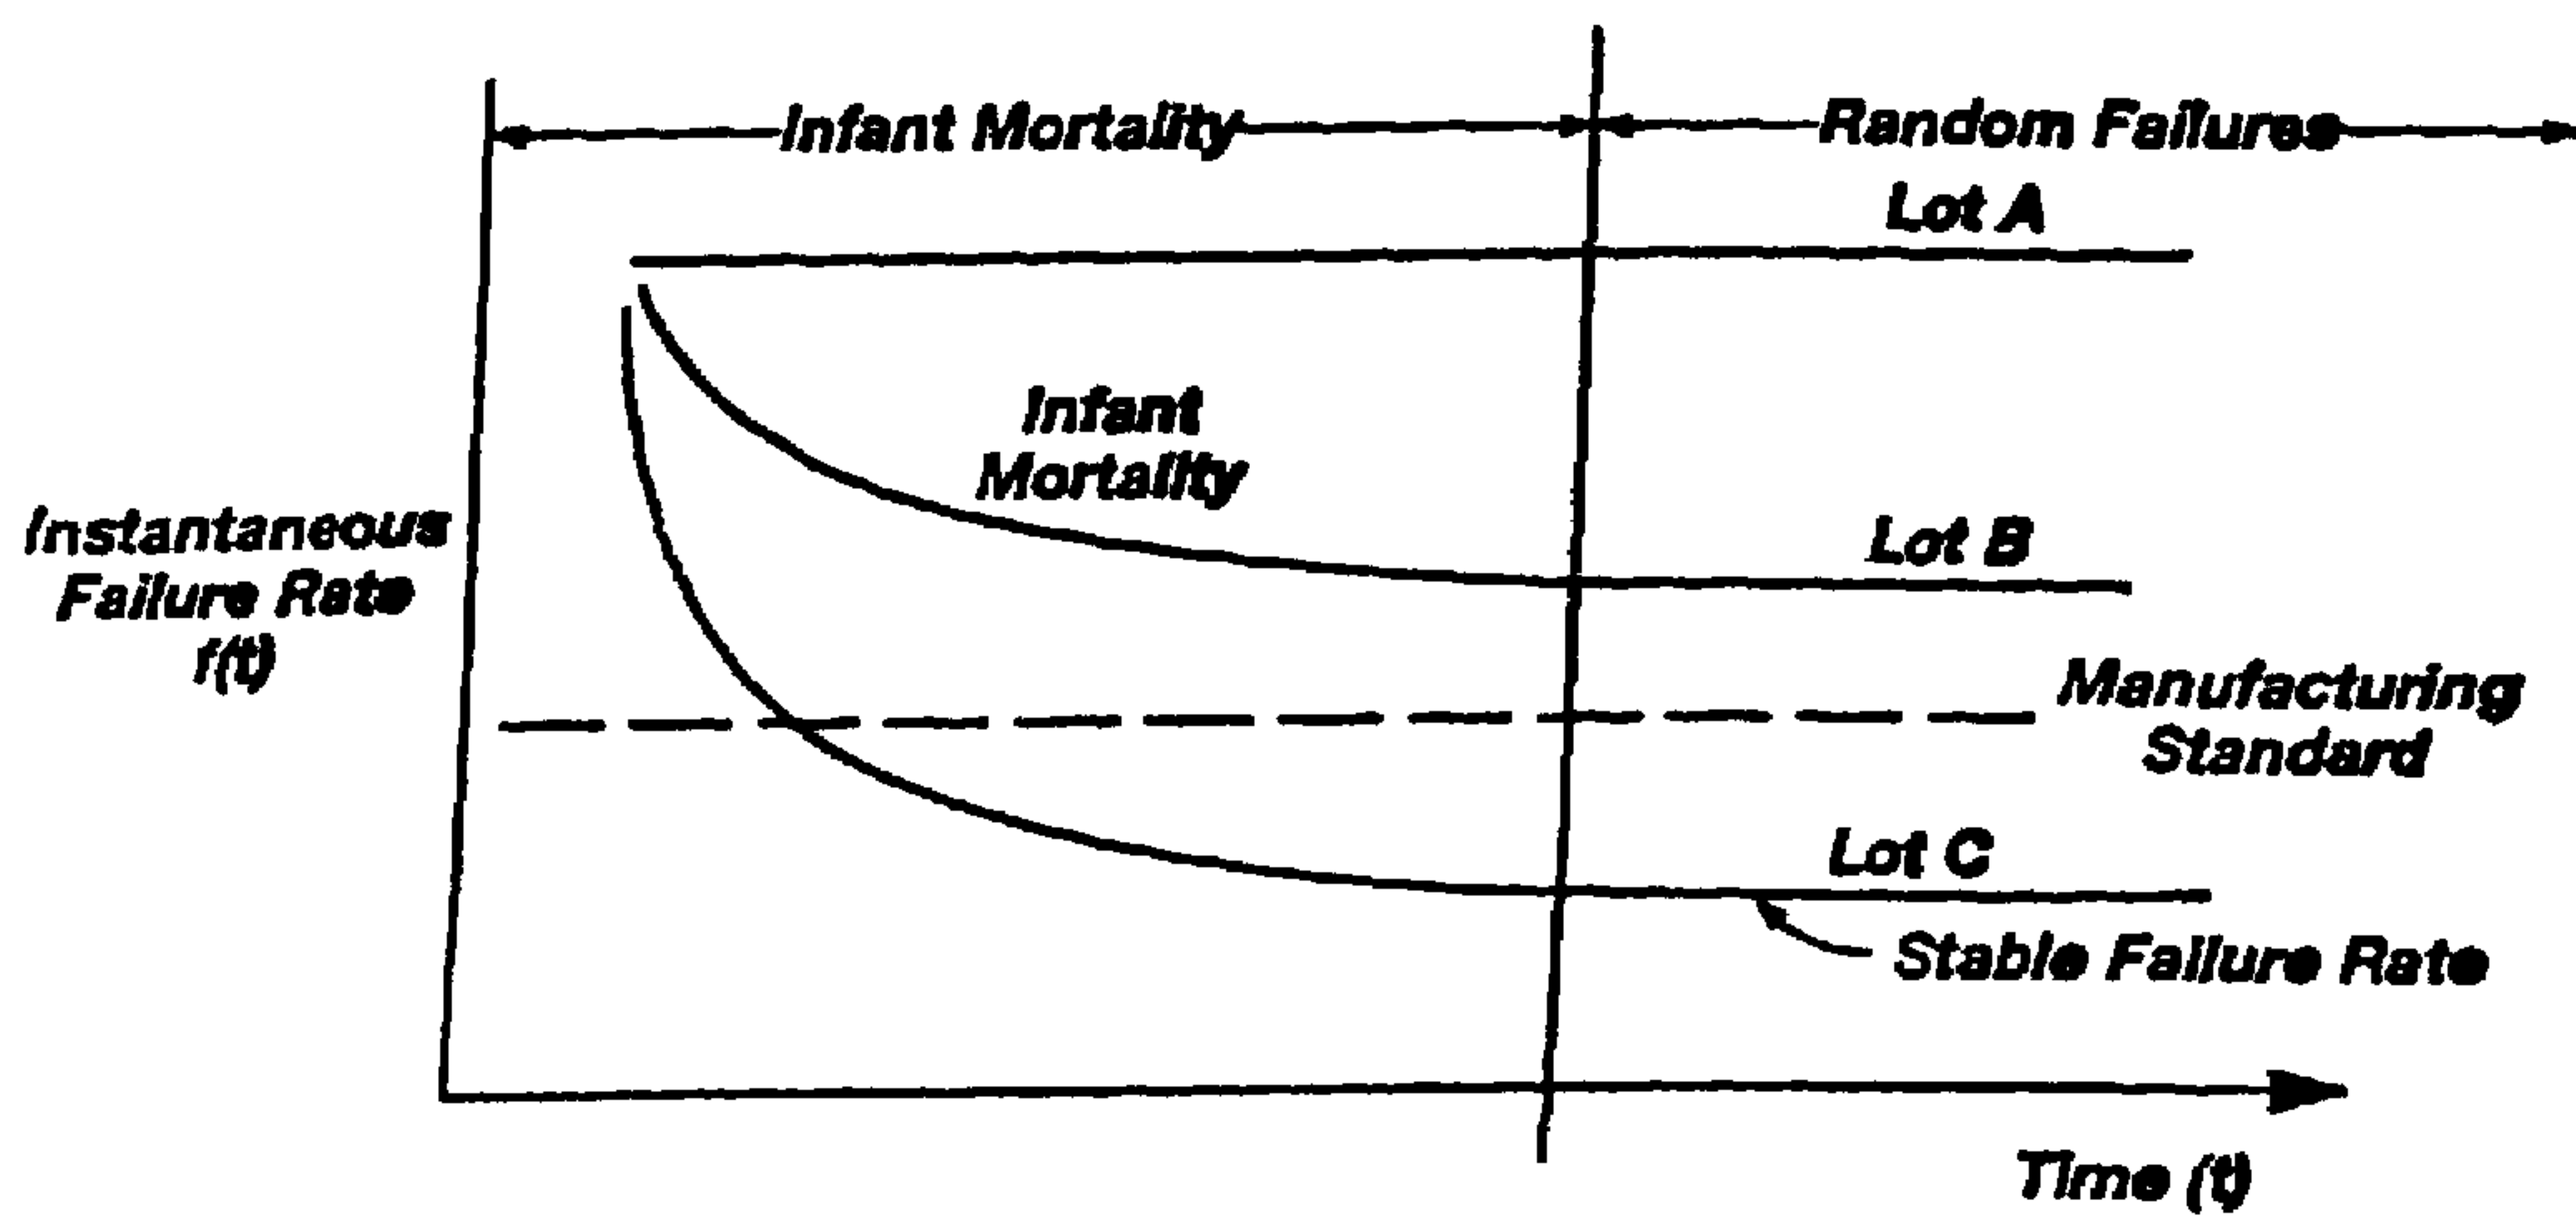 Infant Mortality
Random Failures
Lot A
Infant
Mortality
Lot B
Instantaneous
Failure Rate
f(t)
Manufacturing
Standard
Lot C
Stable Failure Rate
Time (t)